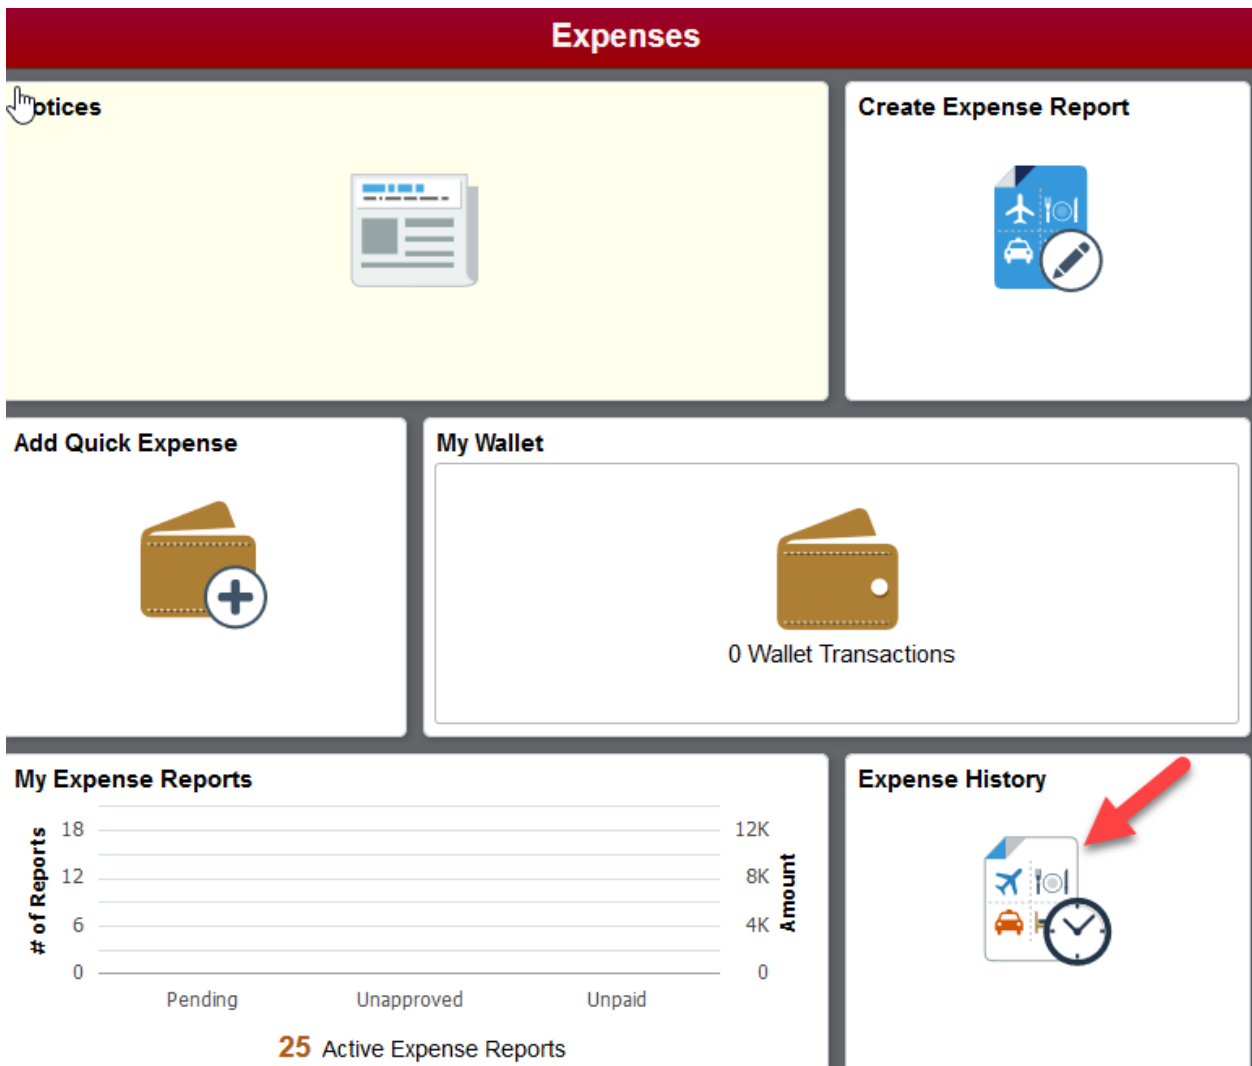 Expenses
Notices
Create Expense Report
Add Quick Expense
My Wallet
0 Wallet Transactions
My Expense Reports
# of Reports
18
12
6
0
12K
8K
4K
0
Amount
Pending Unapproved Unpaid
25 Active Expense Reports
Expense History